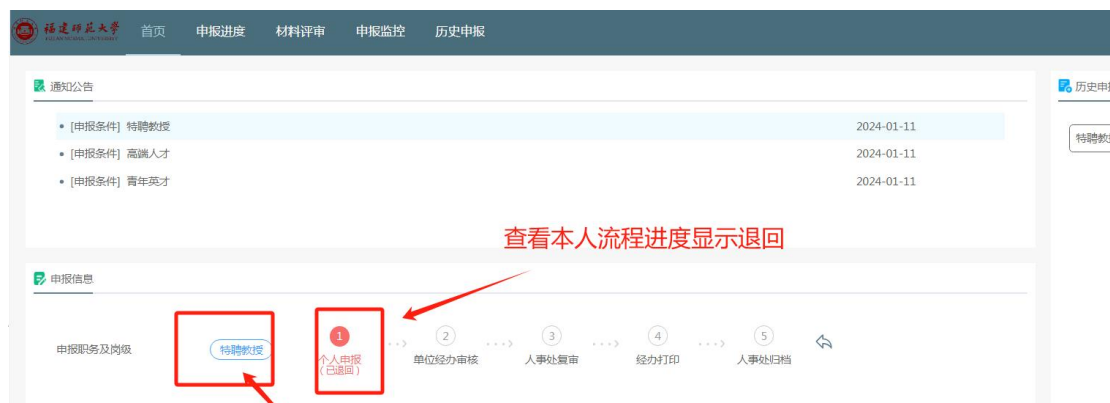 福建师范大学 首页 申报进度 材料评审 申报监控 历史申报
通知公告
历史申
[申报条件] 特聘教授 2024-01-11
特聘教
[申报条件] 高端人才 2024-01-11
[申报条件] 青年英才 2024-01-11
查看本人流程进度显示退回
申报信息
1 2 3 4 5
申报职务及岗级 特聘教授 个人申报 单位经办审核 人事处复审 经办打印 人事处归档
(已退回)